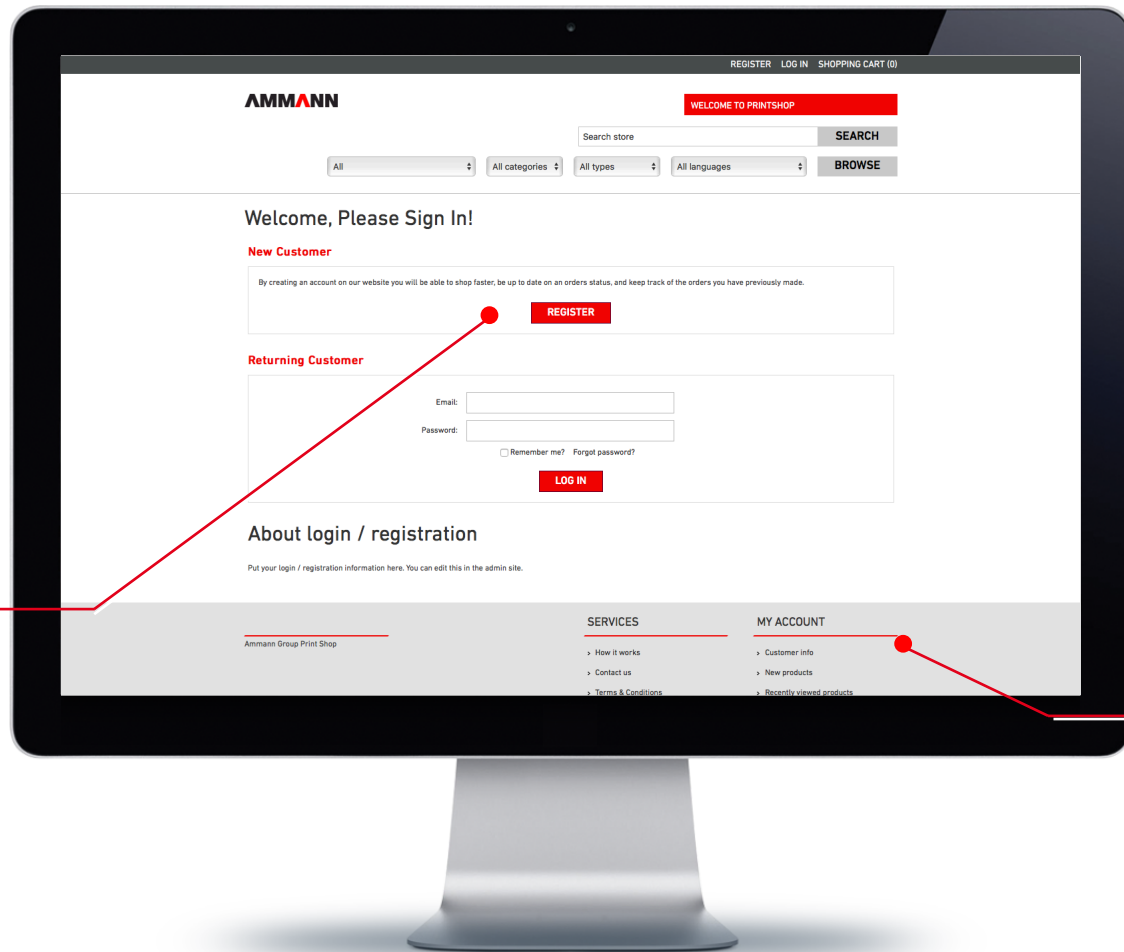 REGISTER LOG IN SHOPPING CART (0)
AMMANN
WELCOME TO PRINTSHOP
Search store SEARCH
All All categories All types All languages BROWSE
Welcome, Please Sign In!
New Customer
By creating an account on our website you will be able to shop faster, be up to date on an orders status, and keep track of the orders you have previously made.
REGISTER
Returning Customer
Email:
Password:
Remember me? Forgot password?
LOG IN
About login / registration
Put your login / registration information here. You can edit this in the admin site.
SERVICES MY ACCOUNT
Ammann Group Print Shop
› How it works › Customer info
› Contact us › New products
› Terms & Conditions › Recently viewed products